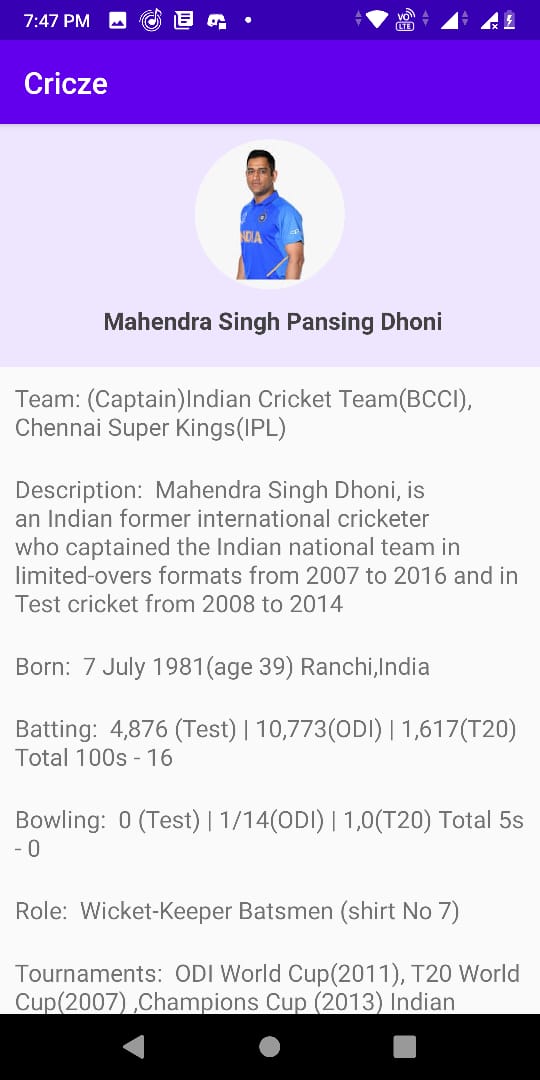 7:47 PM
VO
LTE
Cricze
INDIA
Mahendra Singh Pansing Dhoni
Team: (Captain)Indian Cricket Team(BCCI),
Chennai Super Kings(IPL)
Description:  Mahendra Singh Dhoni, is
an Indian former international cricketer
who captained the Indian national team in
limited-overs formats from 2007 to 2016 and in
Test cricket from 2008 to 2014
Born:  7 July 1981(age 39) Ranchi,India
Batting:  4,876 (Test) | 10,773(ODI) | 1,617(T20)
Total 100s - 16
Bowling:  0 (Test) | 1/14(ODI) | 1,0(T20) Total 5s
- 0
Role:  Wicket-Keeper Batsmen (shirt No 7)
Tournaments:  ODI World Cup(2011), T20 World
Cup(2007) ,Champions Cup (2013) Indian